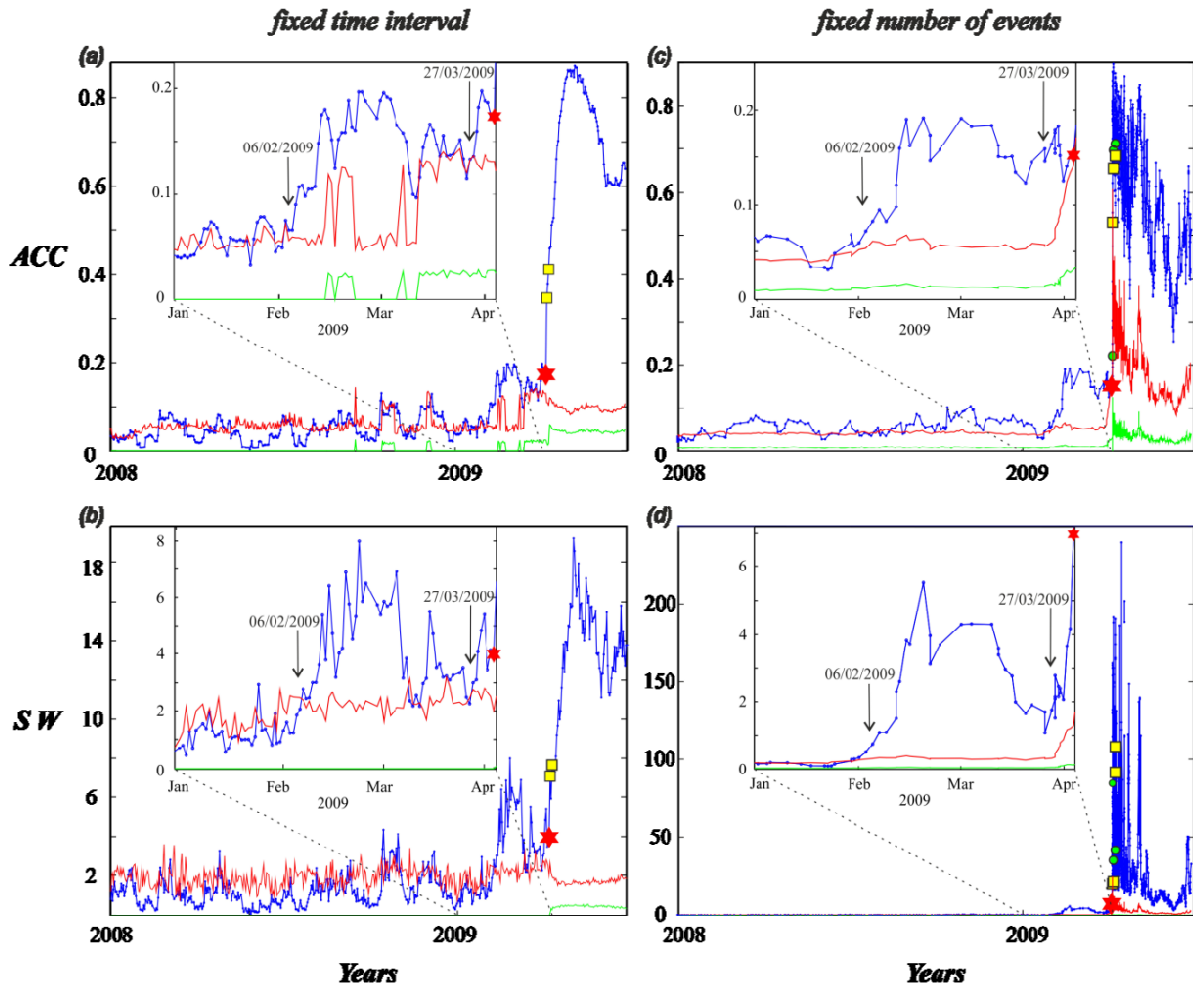 fixed time interval
fixed number of events
(a)
0.8
0.6
0.4
0.2
0
ACC
0.2
0.1
0
06/02/2009
27/03/2009
Jan
Feb
Mar
Apr
2009
2008
2009
(c)
0.8
0.6
0.4
0.2
0
0.2
0.1
0
06/02/2009
27/03/2009
Jan
Feb
Mar
Apr
2009
2008
2009
(b)
18
16
14
12
10
8
6
4
2
SW
8
6
4
2
0
06/02/2009
27/03/2009
Jan
Feb
Mar
Apr
2009
2008
2009
Years
(d)
200
150
100
50
0
6
4
2
0
06/02/2009
27/03/2009
Jan
Feb
Mar
Apr
2009
2008
2009
Years